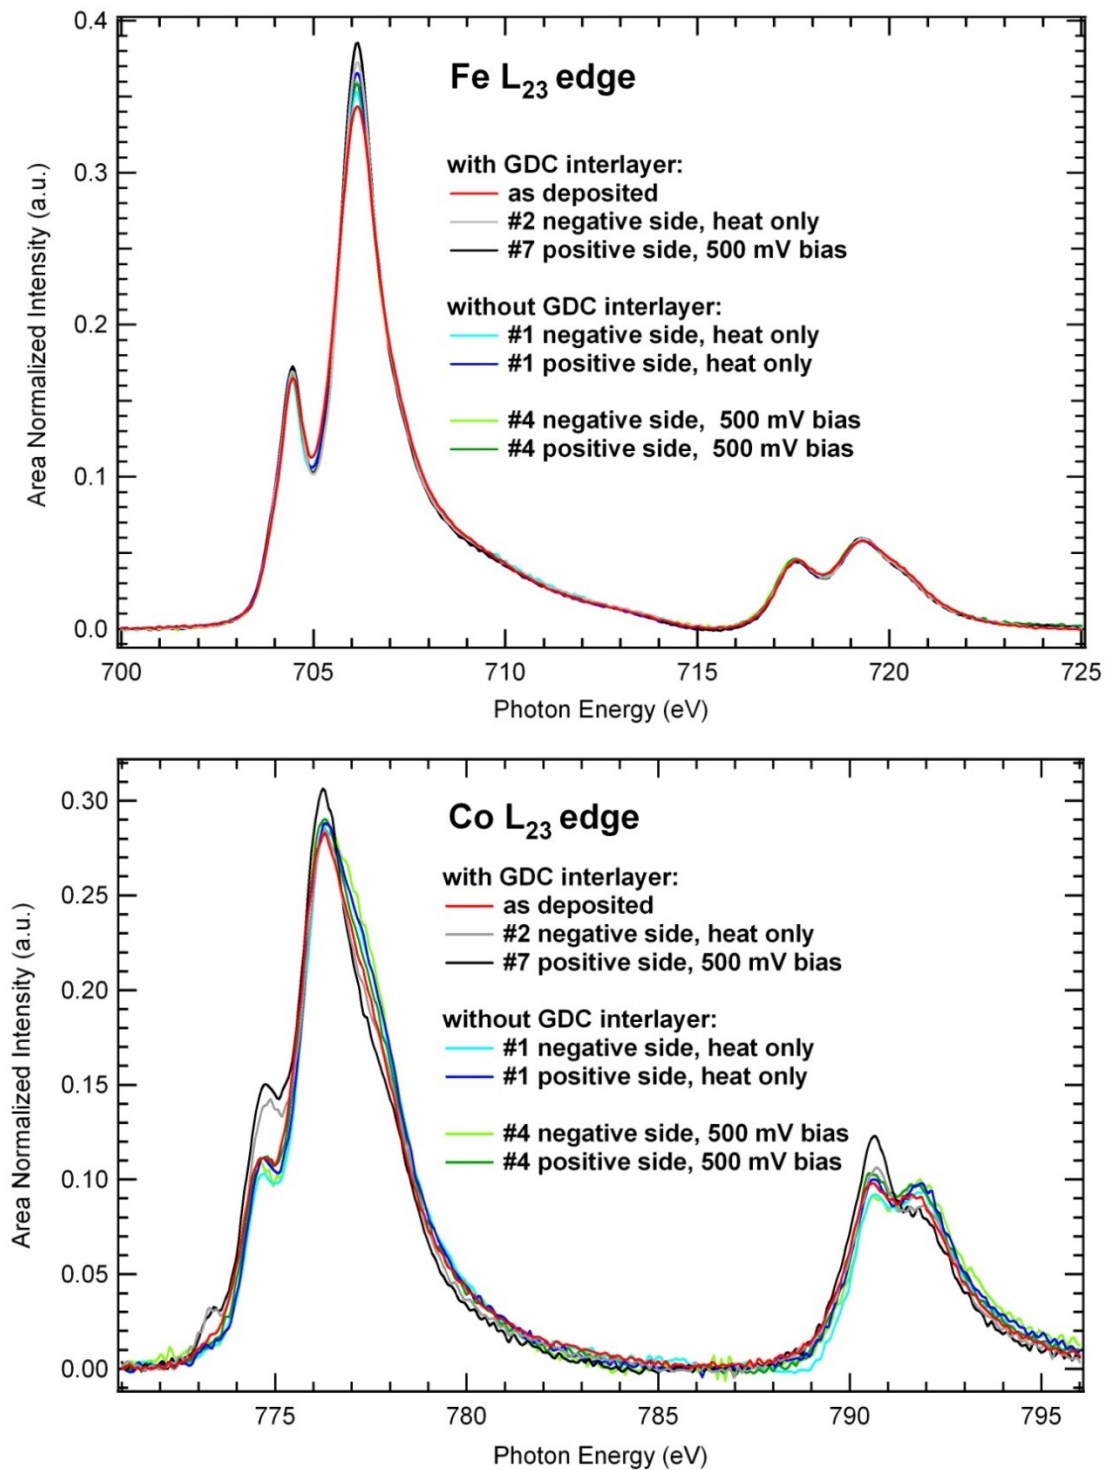 0.4
Fe L23 edge
with GDC interlayer:
as deposited
#2 negative side, heat only
#7 positive side, 500 mV bias
without GDC interlayer:
#1 negative side, heat only
#1 positive side, heat only
#4 negative side, 500 mV bias
#4 positive side, 500 mV bias
0.3
0.2
0.1
0.0
Area Normalized Intensity (a.u.)
700 705 710 715 720 725
Photon Energy (eV)
0.30
Co L23 edge
with GDC interlayer:
as deposited
#2 negative side, heat only
#7 positive side, 500 mV bias
without GDC interlayer:
#1 negative side, heat only
#1 positive side, heat only
#4 negative side, 500 mV bias
#4 positive side, 500 mV bias
0.25
0.20
0.15
0.10
0.05
0.00
Area Normalized Intensity (a.u.)
775 780 785 790 795
Photon Energy (eV)